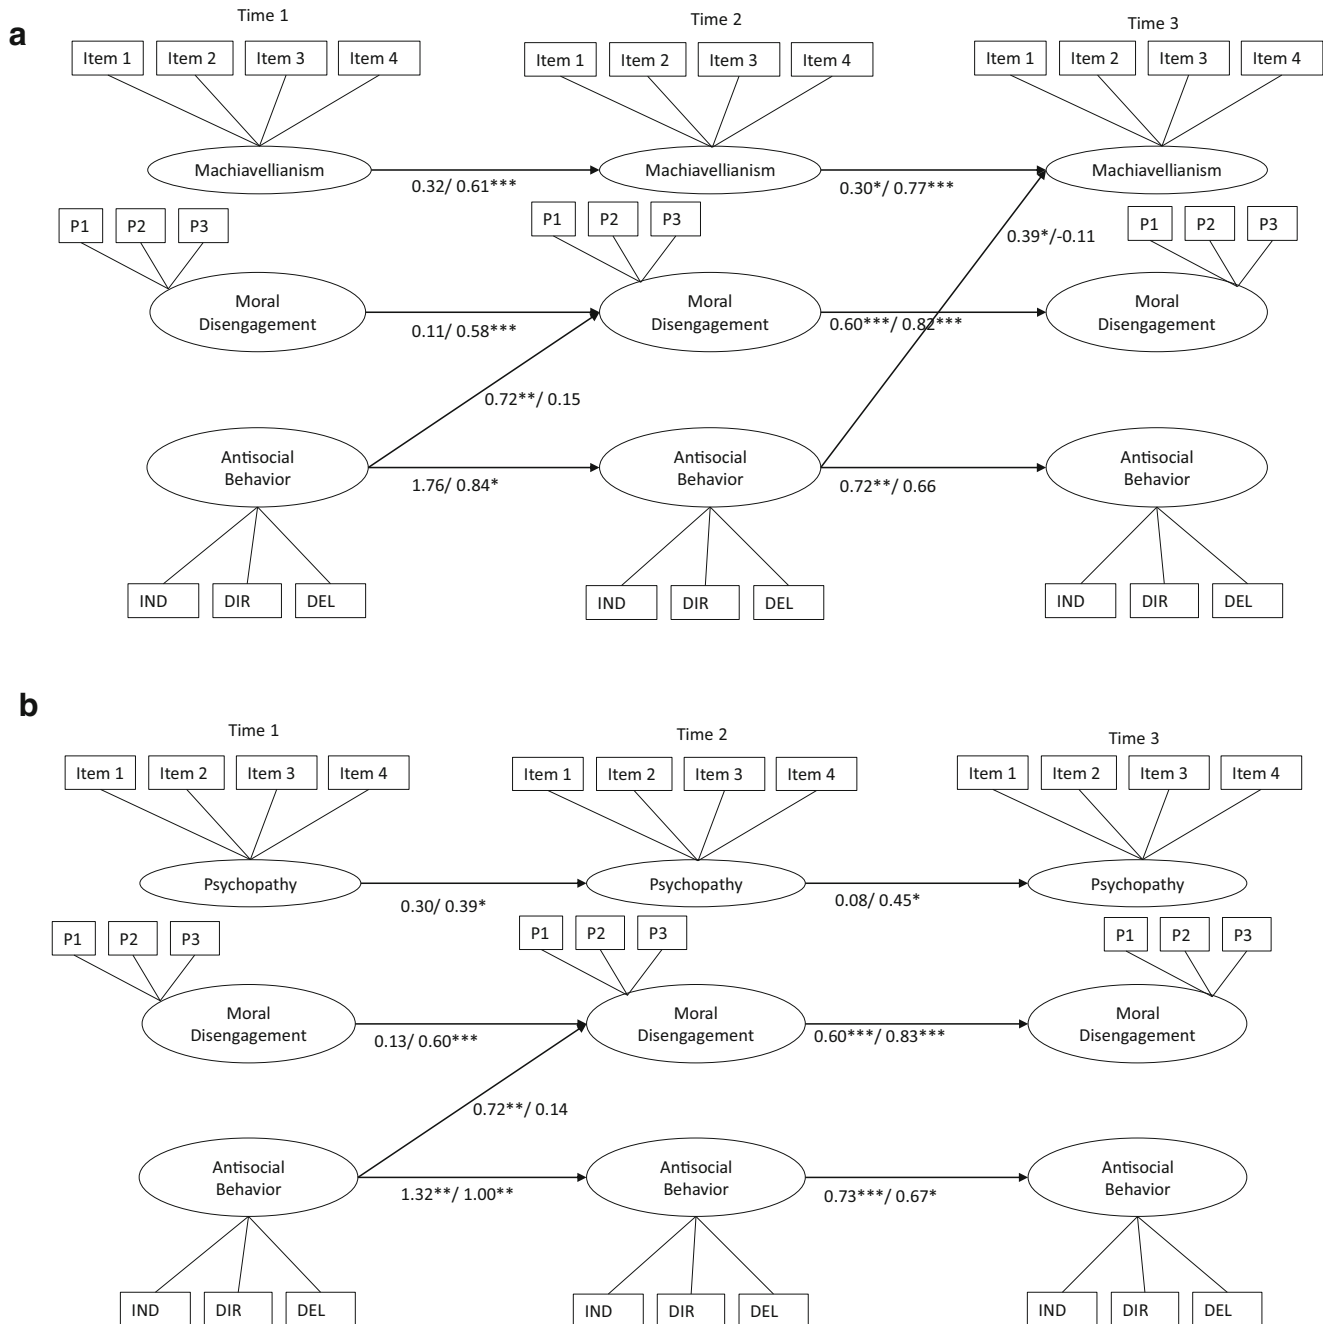 a
Time 1
Time 2
Time 3
Item 1 Item 2 Item 3 Item 4
Item 1 Item 2 Item 3 Item 4
Item 1 Item 2 Item 3 Item 4
Machiavellianism
Machiavellianism
Machiavellianism
0.32/ 0.61***
0.30*/ 0.77***
P1 P2 P3
P1 P2 P3
P1 P2 P3
0.39*/-0.11
Moral
Disengagement
Moral
Disengagement
Moral
Disengagement
0.11/ 0.58***
0.60***/ 0.82***
0.72**/ 0.15
Antisocial
Behavior
Antisocial
Behavior
Antisocial
Behavior
1.76/ 0.84*
0.72**/ 0.66
IND DIR DEL
IND DIR DEL
IND DIR DEL
b
Time 1
Time 2
Time 3
Item 1 Item 2 Item 3 Item 4
Item 1 Item 2 Item 3 Item 4
Item 1 Item 2 Item 3 Item 4
Psychopathy
Psychopathy
Psychopathy
0.30/ 0.39*
0.08/ 0.45*
P1 P2 P3
P1 P2 P3
P1 P2 P3
Moral
Disengagement
Moral
Disengagement
Moral
Disengagement
0.13/ 0.60***
0.60***/ 0.83***
0.72**/ 0.14
Antisocial
Behavior
Antisocial
Behavior
Antisocial
Behavior
1.32**/ 1.00**
0.73***/ 0.67*
IND DIR DEL
IND DIR DEL
IND DIR DEL